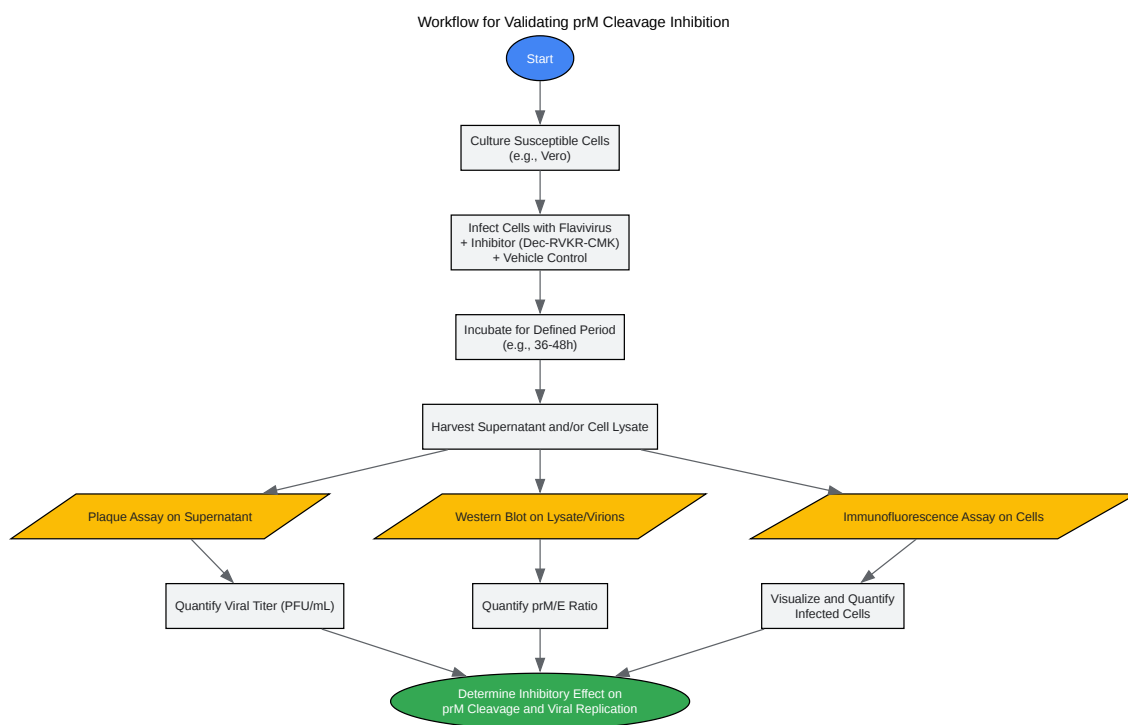 Workflow for Validating prM Cleavage Inhibition
Start
Culture Susceptible Cells
(e.g., Vero)
Infect Cells with Flavivirus
+ Inhibitor (Dec-RVKR-CMK)
+ Vehicle Control
Incubate for Defined Period
(e.g., 36-48h)
Harvest Supernatant and/or Cell Lysate
Plaque Assay on Supernatant
Western Blot on Lysate/Virions
Immunofluorescence Assay on Cells
Quantify Viral Titer (PFU/mL)
Quantify prM/E Ratio
Visualize and Quantify
Infected Cells
Determine Inhibitory Effect on
prM Cleavage and Viral Replication